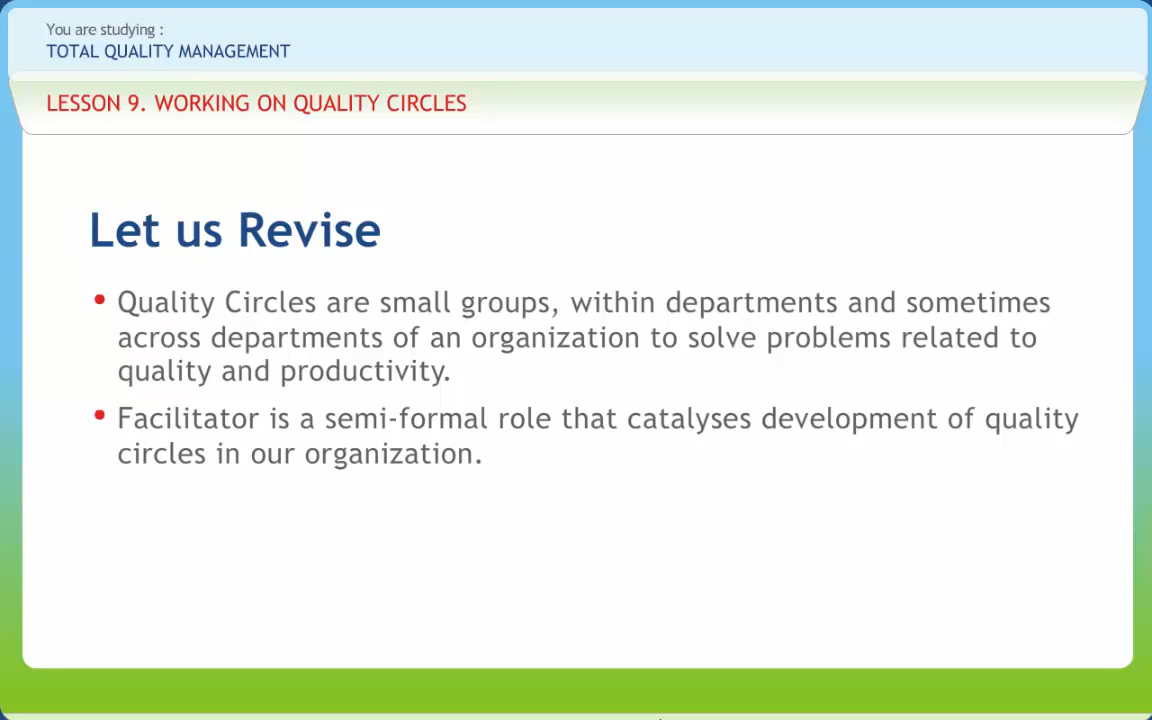 You are studying :
TOTAL QUALITY MANAGEMENT
LESSON 9. WORKING ON QUALITY CIRCLES
Let us Revise
• Quality Circles are small groups, within departments and sometimes
across departments of an organization to solve problems related to
quality and productivity.
• Facilitator is a semi-formal role that catalyses development of quality
circles in our organization.